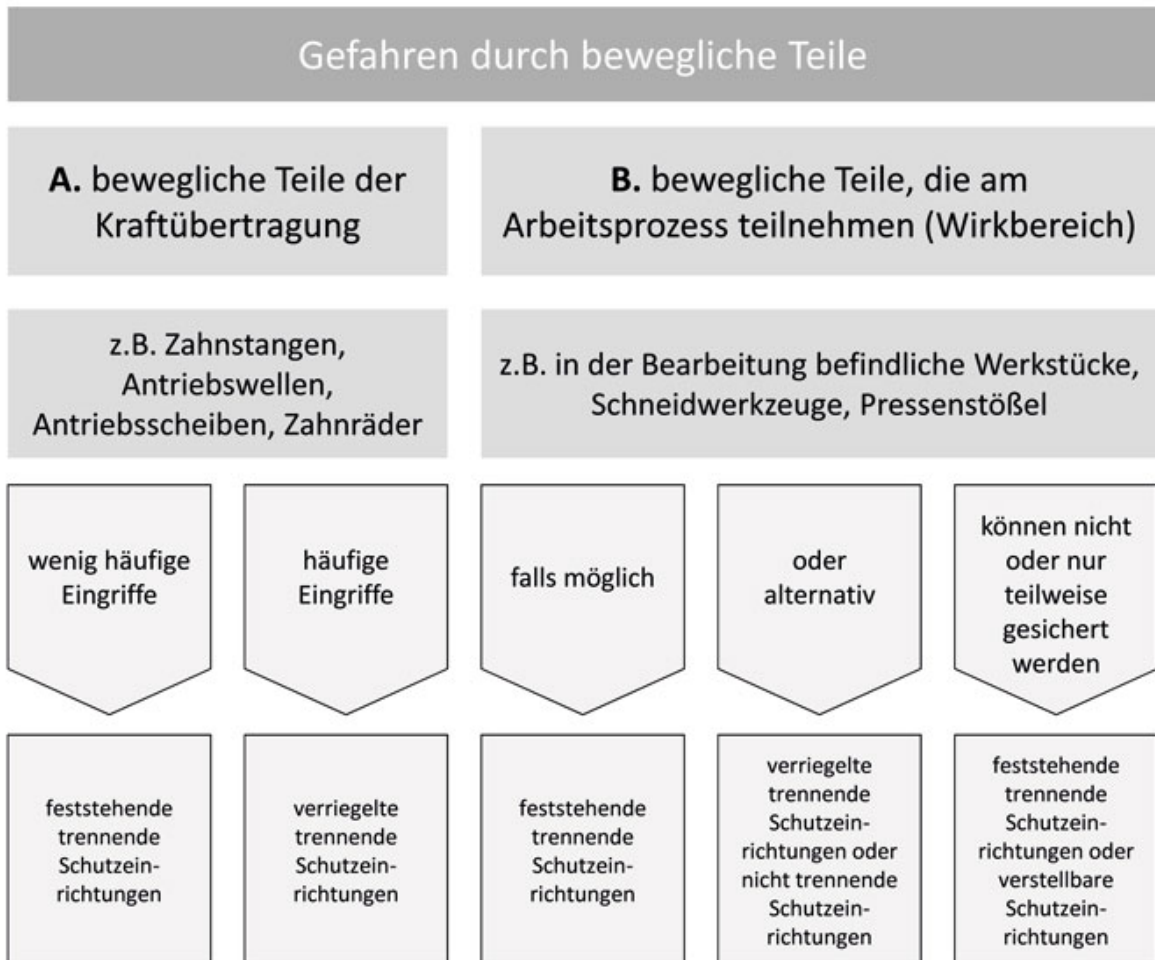 Gefahren durch bewegliche Teile
A. bewegliche Teile der
Kraftübertragung
B. bewegliche Teile, die am
Arbeitsprozess teilnehmen (Wirkbereich)
z.B. Zahnstangen,
Antriebswellen,
Antriebsscheiben, Zahnräder
z.B. in der Bearbeitung befindliche Werkstücke,
Schneidwerkzeuge, Pressenstößel
wenig häufige
Eingriffe
häufige
Eingriffe
falls möglich
oder
alternativ
können nicht
oder nur
teilweise
gesichert
werden
feststehende
trennende
Schutzein-
richtungen
verriegelte
trennende
Schutzein-
richtungen
feststehende
trennende
Schutzein-
richtungen
verriegelte
trennende
Schutzein-
richtungen oder
nicht trennende
Schutzein-
richtungen
feststehende
trennende
Schutzein-
richtungen oder
verstellbare
Schutzein-
richtungen